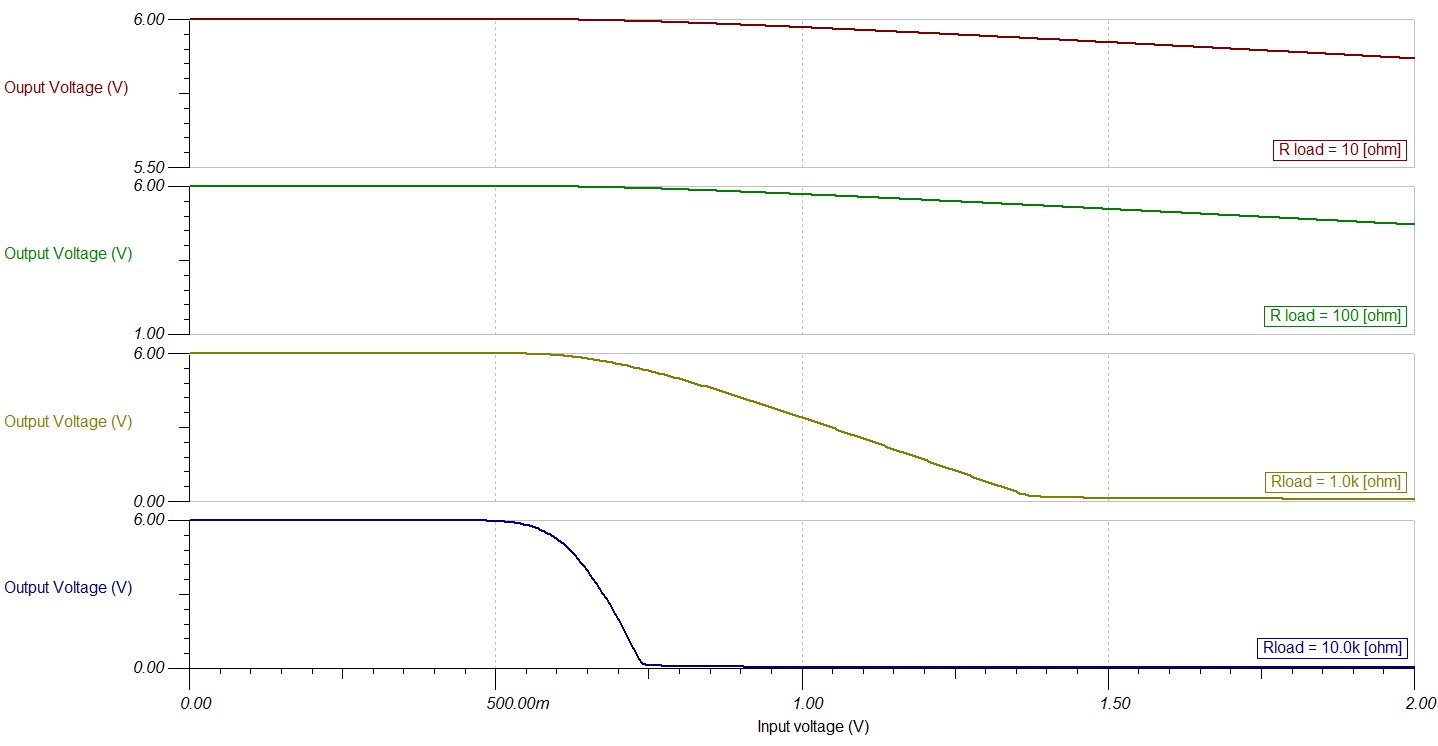 6.00
Ouput Voltage (V)
R load = 10 [ohm]
5.50
6.00
Output Voltage (V)
R load = 100 [ohm]
1.00
6.00
Output Voltage (V)
Rload = 1.0k [ohm]
0.00
6.00
Output Voltage (V)
Rload = 10.0k [ohm]
0.00
0.00 500.00m 1.00 1.50 2.00
Input voltage (V)